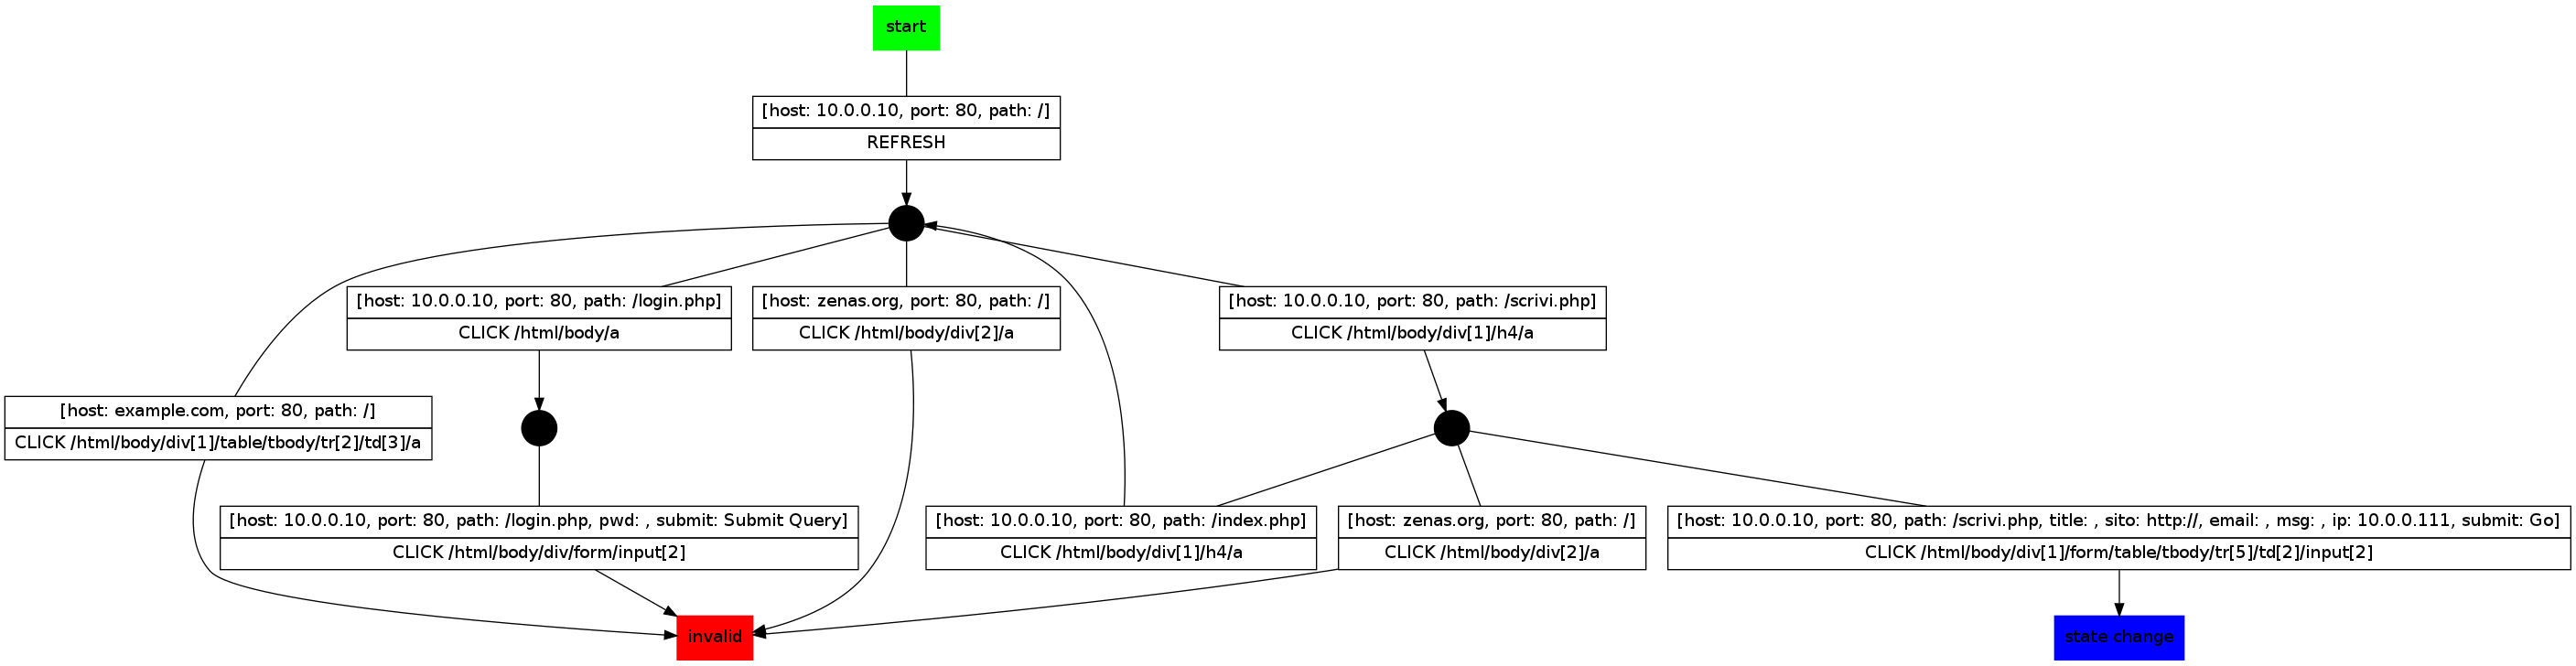 start
[host: 10.0.0.10, port: 80, path: /]
REFRESH
[host: 10.0.0.10, port: 80, path: /login.php]
CLICK /html/body/a
[host: zenas.org, port: 80, path: /]
CLICK /html/body/div[2]/a
[host: 10.0.0.10, port: 80, path: /scrivi.php]
CLICK /html/body/div[1]/h4/a
[host: example.com, port: 80, path: /]
CLICK /html/body/div[1]/table/tbody/tr[2]/td[3]/a
[host: 10.0.0.10, port: 80, path: /login.php, pwd: , submit: Submit Query]
CLICK /html/body/div/form/input[2]
[host: 10.0.0.10, port: 80, path: /index.php]
CLICK /html/body/div[1]/h4/a
[host: zenas.org, port: 80, path: /]
CLICK /html/body/div[2]/a
[host: 10.0.0.10, port: 80, path: /scrivi.php, title: , sito: http://, email: , msg: , ip: 10.0.0.111, submit: Go]
CLICK /html/body/div[1]/form/table/tbody/tr[5]/td[2]/input[2]
invalid
state change